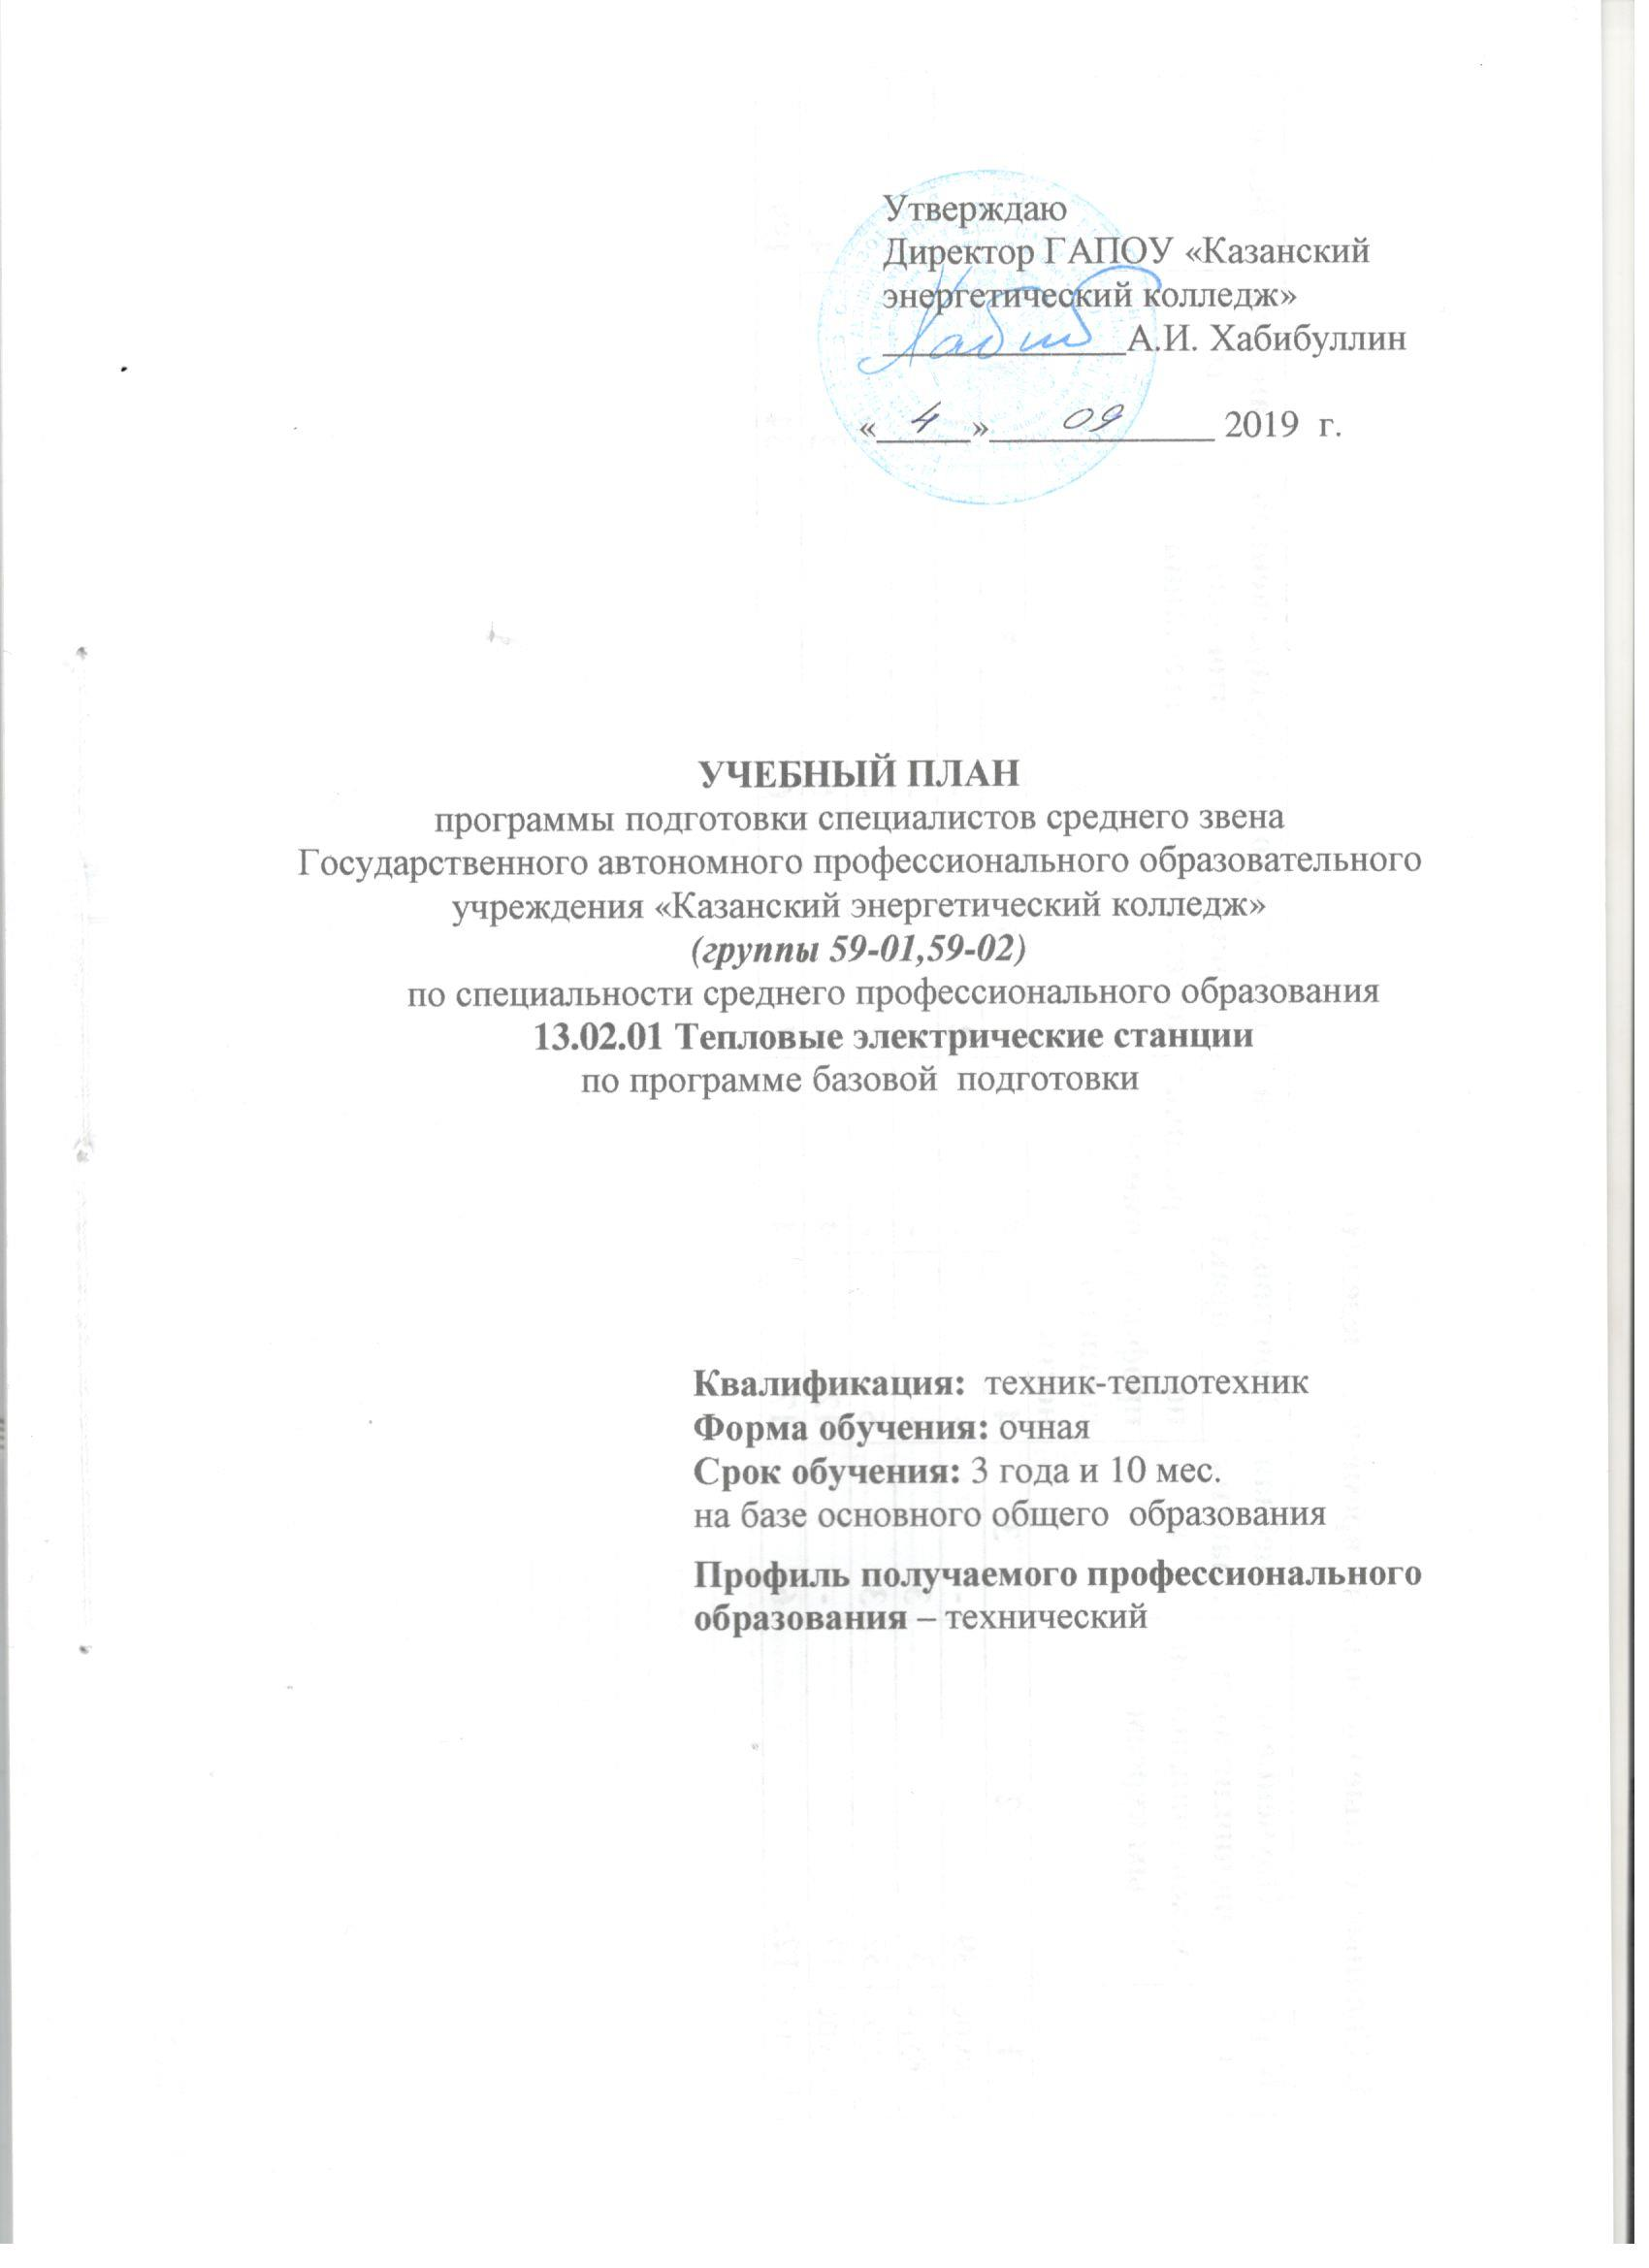 Утверждаю
Директор ГАПОУ «Казанский
энергетический колледж»
_____________А.И. Хабибуллин
«_4_»_09_ 2019 г.
УЧЕБНЫЙ ПЛАН
программы подготовки специалистов среднего звена
Государственного автономного профессионального образовательного
учреждения «Казанский энергетический колледж»
(группы 59-01,59-02)
по специальности среднего профессионального образования
13.02.01 Тепловые электрические станции
по программе базовой подготовки
Квалификация: техник-теплотехник
Форма обучения: очная
Срок обучения: 3 года и 10 мес.
на базе основного общего образования
Профиль получаемого профессионального
образования – технический